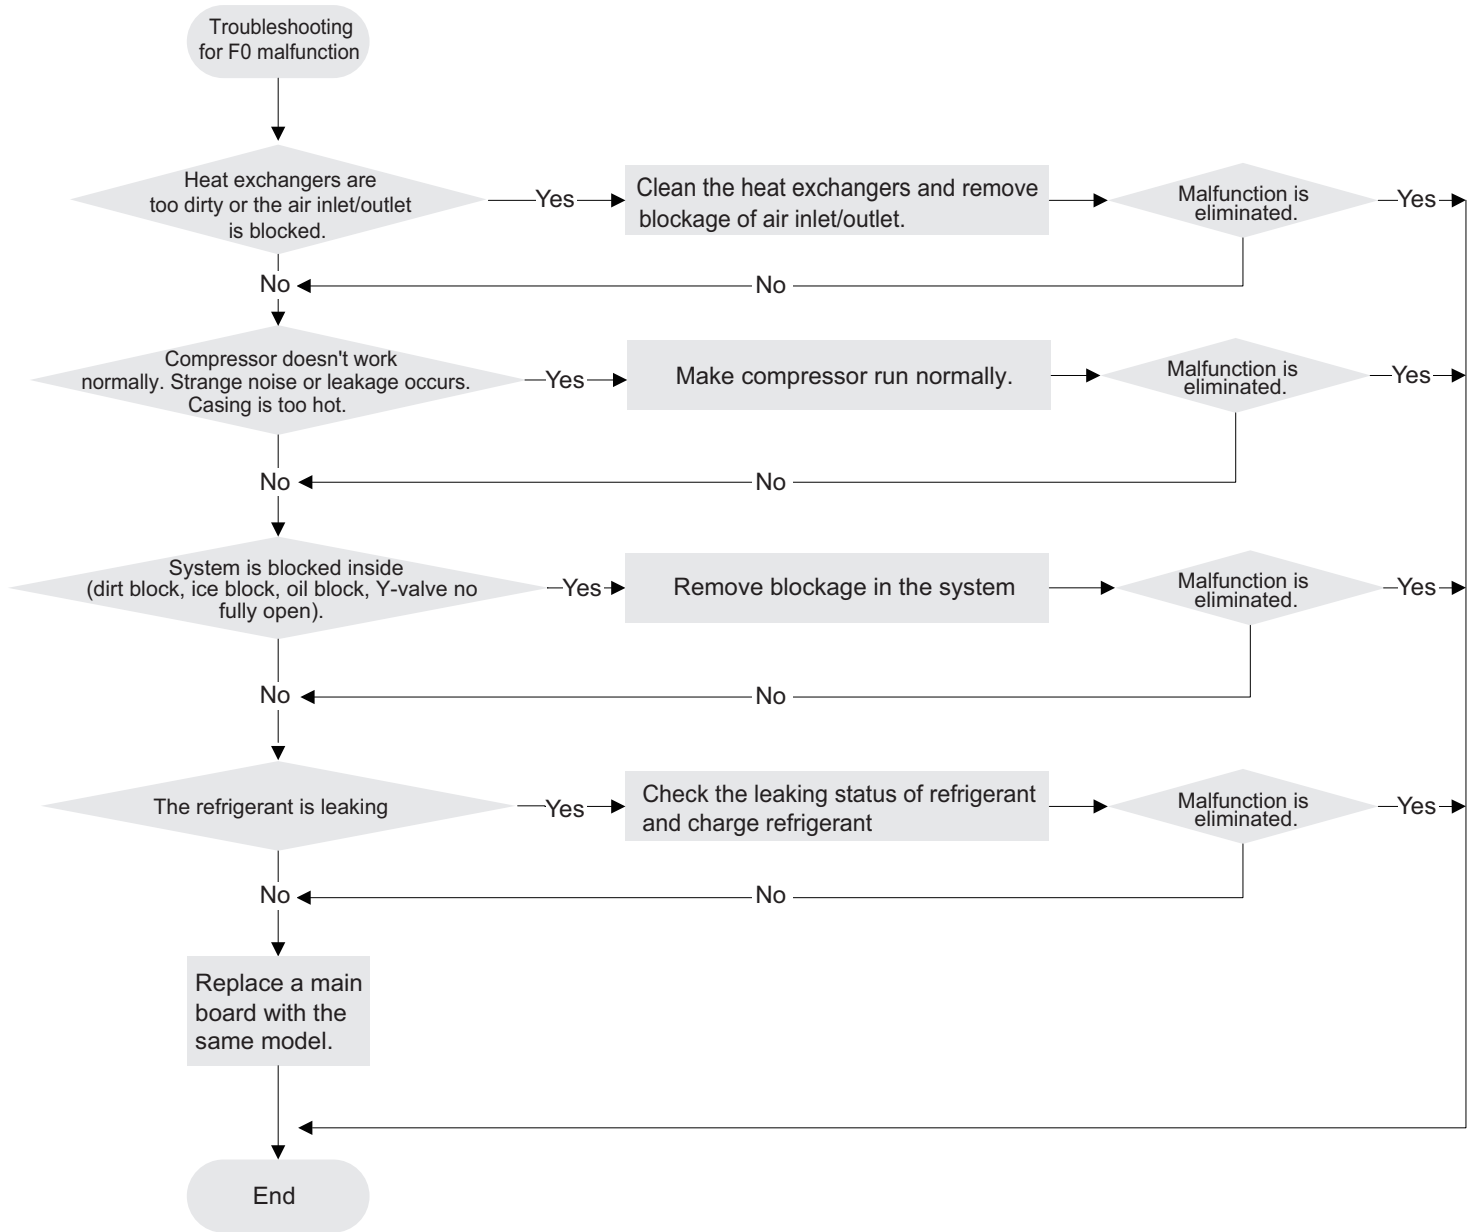 Troubleshooting
for F0 malfunction
Heat exchangers are
too dirty or the air inlet/outlet
is blocked.
Yes
Clean the heat exchangers and remove
blockage of air inlet/outlet.
Malfunction is
eliminated.
Yes
No
No
Compressor doesn't work
normally. Strange noise or leakage occurs.
Casing is too hot.
Yes
Make compressor run normally.
Malfunction is
eliminated.
Yes
No
No
System is blocked inside
(dirt block, ice block, oil block, Y-valve no
fully open).
Yes
Remove blockage in the system
Malfunction is
eliminated.
Yes
No
No
The refrigerant is leaking
Yes
Check the leaking status of refrigerant
and charge refrigerant
Malfunction is
eliminated.
Yes
No
No
Replace a main
board with the
same model.
End